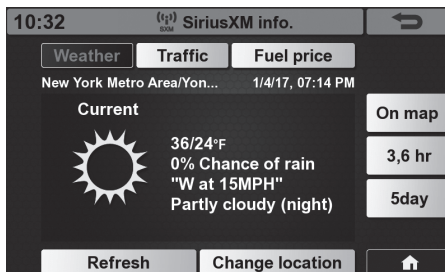 10:32 SXM SiriusXM info.
Weather Traffic Fuel price
New York Metro Area/Yon... 1/4/17, 07:14 PM
Current
On map
36/24°F
0% Chance of rain
3,6 hr
"W at 15MPH"
Partly cloudy (night)
5day
Refresh Change location